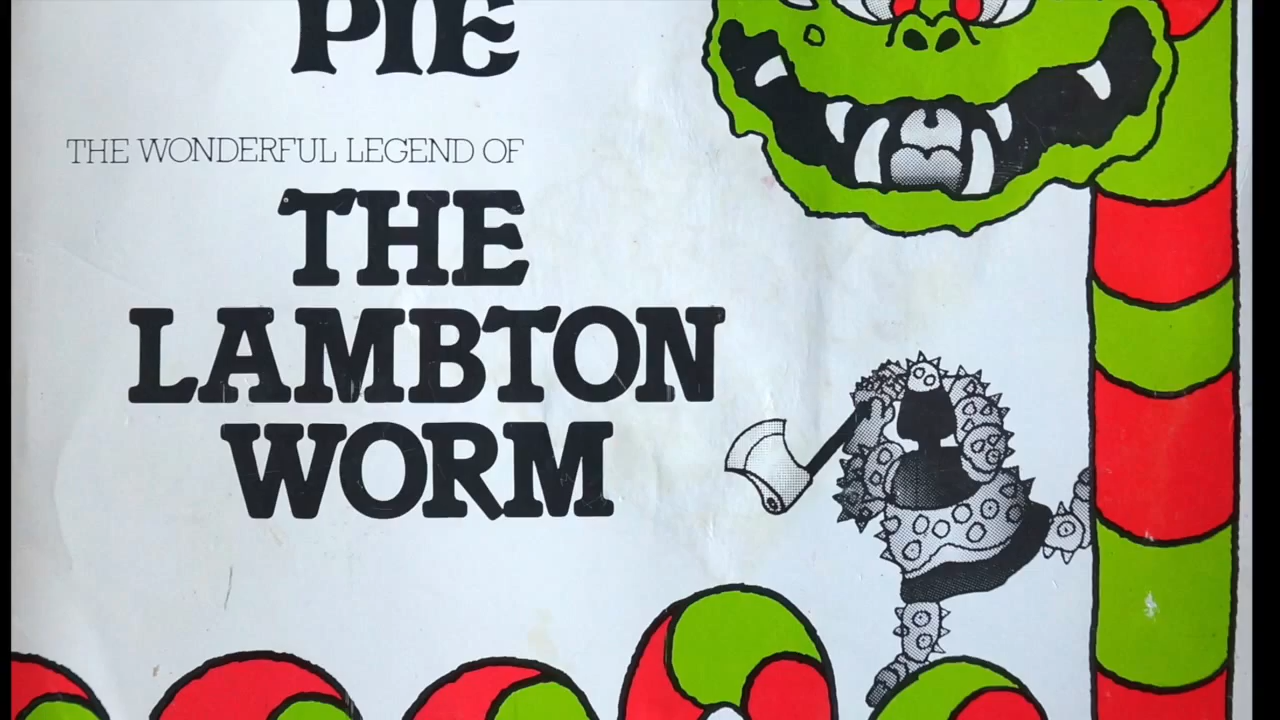 PIE
THE WONDERFUL LEGEND OF
THE
LAMBTON
WORM